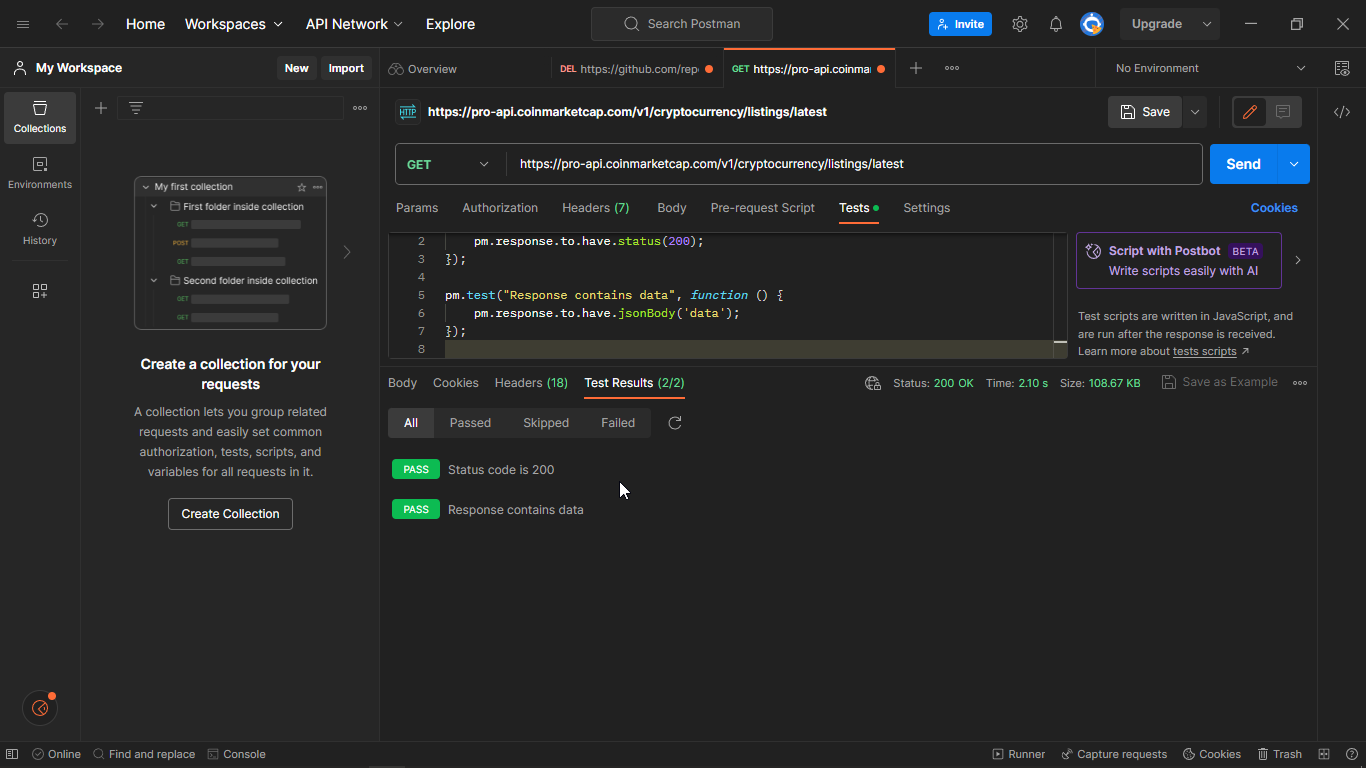 Home Workspaces API Network Explore Search Postman Invite Upgrade
My Workspace New Import Overview DEL https://github.com/rep GET https://pro-api.coinmar No Environment
HTTP https://pro-api.coinmarketcap.com/v1/cryptocurrency/listings/latest Save
Collections
Environments
History
My first collection
First folder inside collection
GET
POST
GET
Second folder inside collection
GET
GET
Create a collection for your
requests
A collection lets you group related
requests and easily set common
authorization, tests, scripts, and
variables for all requests in it.
Create Collection
GET https://pro-api.coinmarketcap.com/v1/cryptocurrency/listings/latest Send
Params Authorization Headers (7) Body Pre-request Script Tests Settings Cookies
2 pm.response.to.have.status(200);
3 });
4
5 pm.test("Response contains data", function () {
6 pm.response.to.have.jsonBody('data');
7 });
8
Script with Postbot BETA
Write scripts easily with AI
Test scripts are written in JavaScript, and
are run after the response is received.
Learn more about tests scripts ↗
Body Cookies Headers (18) Test Results (2/2) Status: 200 OK Time: 2.10 s Size: 108.67 KB Save as Example
All Passed Skipped Failed
PASS Status code is 200
PASS Response contains data
Online Find and replace Console Runner Capture requests Cookies Trash